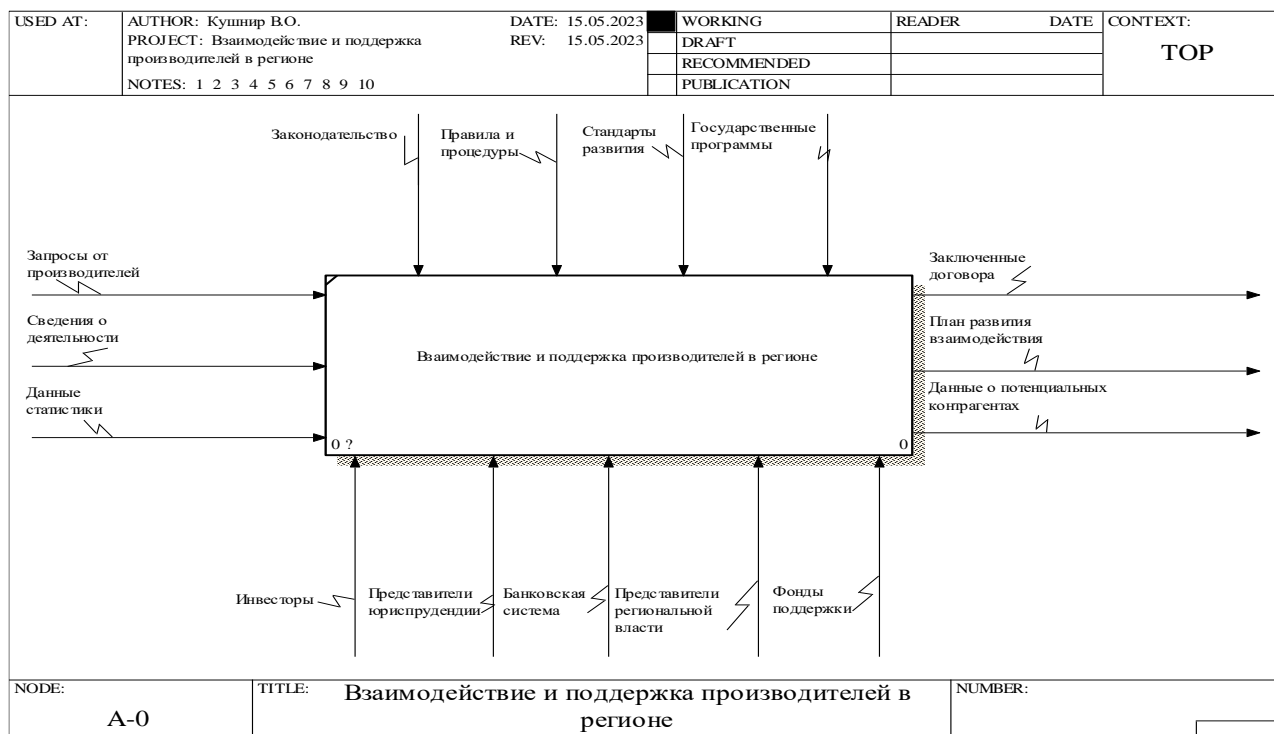 USED AT:
AUTHOR: Кушнир В.О.
DATE: 15.05.2023
PROJECT: Взаимодействие и поддержка
производителей в регионе
REV: 15.05.2023
NOTES: 1 2 3 4 5 6 7 8 9 10
WORKING
DRAFT
RECOMMENDED
PUBLICATION
READER
DATE
CONTEXT:
TOP
Законодательство
Правила и
процедуры
Стандарты
развития
Государственные
программы
Запросы от
производителей
Сведения о
деятельности
Данные
статистики
Взаимодействие и поддержка производителей в регионе
0 ?
0
Заключенные
договора
План развития
взаимодействия
Данные о потенциальных
контрагентах
Инвесторы
Представители
юриспруденции
Банковская
система
Представители
региональной
власти
Фонды
поддержки
NODE:
A-0
TITLE:
Взаимодействие и поддержка производителей в
регионе
NUMBER: